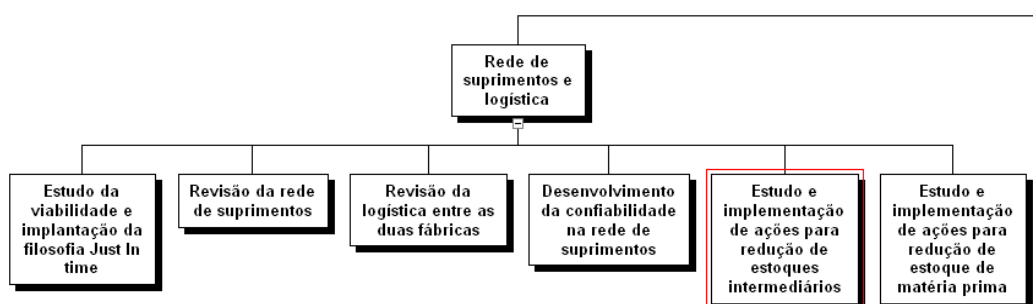 Rede de
suprimentos e
logística
Estudo da
viabilidade e
implantação da
filosofia Just In
time
Revisão da rede
de suprimentos
Revisão da
logística entre as
duas fábricas
Desenvolvimento
da confiabilidade
na rede de
suprimentos
Estudo e
implementação
de ações para
redução de
estoques
intermediários
Estudo e
implementação
de ações para
redução de
estoque de
matéria prima